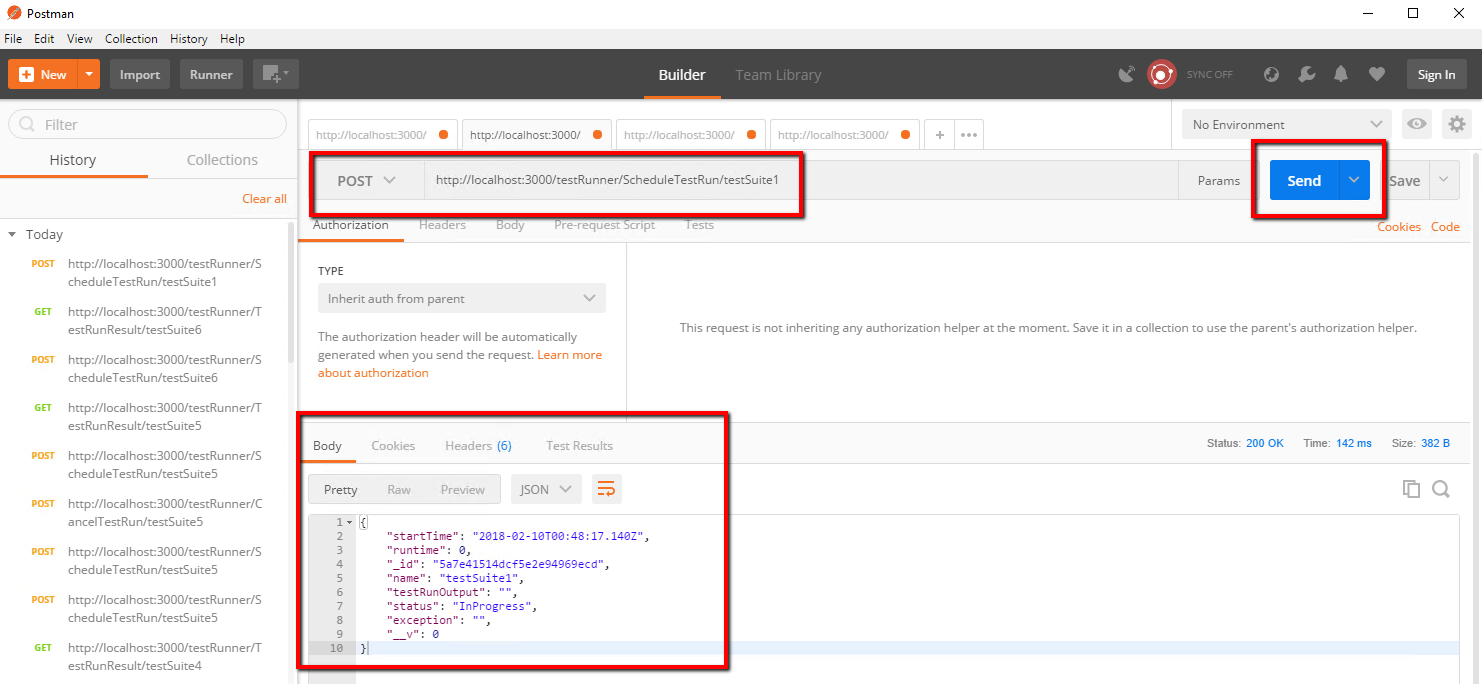 Postman
File Edit View Collection History Help
New Import Runner Builder Team Library SYNC OFF Sign In
Filter
History Collections
Clear all
Today
POST http://localhost:3000/testRunner/S
cheduleTestRun/testSuite1
GET http://localhost:3000/testRunner/T
estRunResult/testSuite6
POST http://localhost:3000/testRunner/S
cheduleTestRun/testSuite6
GET http://localhost:3000/testRunner/T
estRunResult/testSuite5
POST http://localhost:3000/testRunner/S
cheduleTestRun/testSuite5
POST http://localhost:3000/testRunner/C
ancelTestRun/testSuite5
POST http://localhost:3000/testRunner/S
cheduleTestRun/testSuite5
POST http://localhost:3000/testRunner/S
cheduleTestRun/testSuite5
GET http://localhost:3000/testRunner/T
estRunResult/testSuite4
http://localhost:3000/ http://localhost:3000/ http://localhost:3000/ http://localhost:3000/ + ••• No Environment
POST http://localhost:3000/testRunner/ScheduleTestRun/testSuite1 Params Send Save
Authorization Headers Body Pre-request Script Tests Cookies Code
TYPE
Inherit auth from parent
The authorization header will be automatically
generated when you send the request. Learn more
about authorization
This request is not inheriting any authorization helper at the moment. Save it in a collection to use the parent's authorization helper.
Body Cookies Headers (6) Test Results Status: 200 OK Time: 142 ms Size: 382 B
Pretty Raw Preview JSON
1 {
2 "startTime": "2018-02-10T00:48:17.140Z",
3 "runtime": 0,
4 "_id": "5a7e41514dcf5e2e94969ecd",
5 "name": "testSuite1",
6 "testRunOutput": "",
7 "status": "InProgress",
8 "exception": "",
9 "__v": 0
10 }